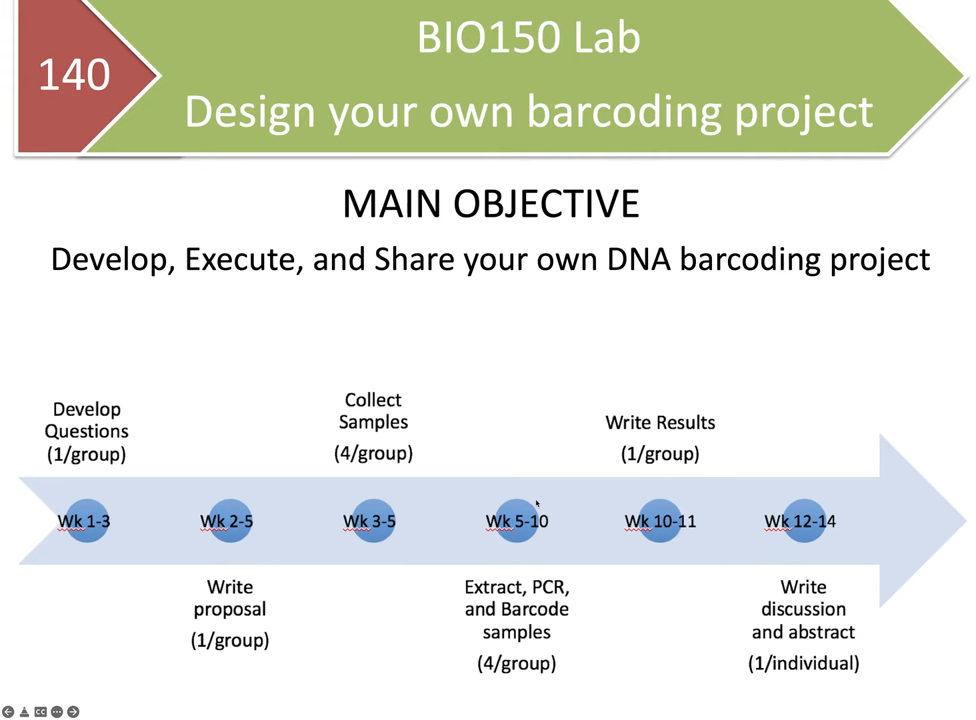 140
BIO150 Lab
Design your own barcoding project
MAIN OBJECTIVE
Develop, Execute, and Share your own DNA barcoding project
Develop
Questions
(1/group)
Collect
Samples
(4/group)
Write Results
(1/group)
Wk 1-3
Wk 2-5
Wk 3-5
Wk 5-10
Wk 10-11
Wk 12-14
Write
proposal
(1/group)
Extract, PCR,
and Barcode
samples
(4/group)
Write
discussion
and abstract
(1/individual)
CC